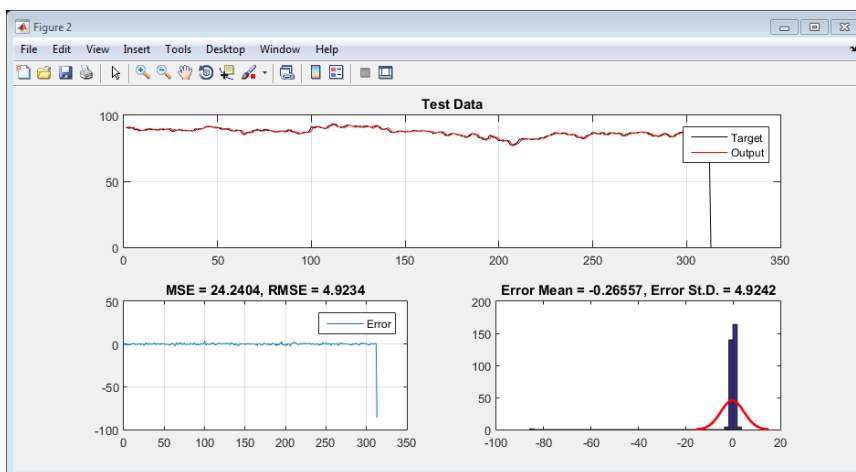 Figure 2
File Edit View Insert Tools Desktop Window Help
Test Data
100
50
0
0 50 100 150 200 250 300 350
Target
Output
MSE = 24.2404, RMSE = 4.9234
50
0
-50
-100
0 50 100 150 200 250 300 350
Error
Error Mean = -0.26557, Error St.D. = 4.9242
200
150
100
50
0
-100 -80 -60 -40 -20 0 20